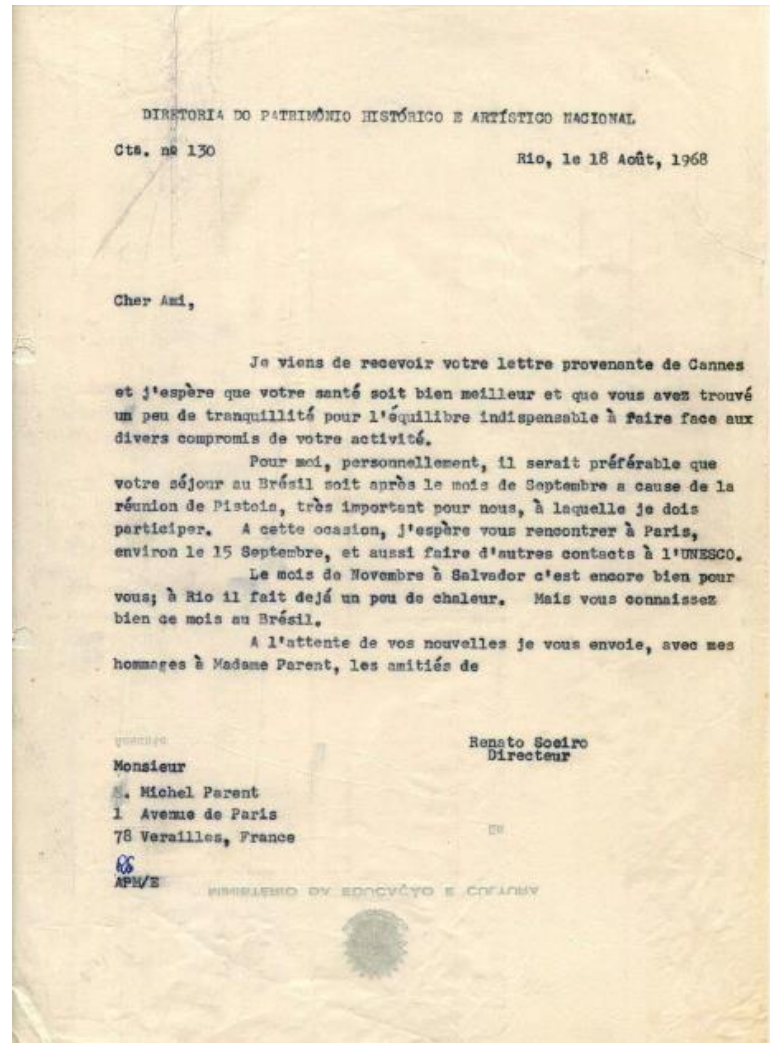 DIRETORIA DO PATRIMÔNIO HISTÓRICO E ARTÍSTICO NACIONAL
Cta. nº 130
Rio, le 18 Août, 1968
Cher Ami,
Je viens de recevoir votre lettre provenante de Cannes
et j'espère que votre santé soit bien meilleur et que vous avez trouvé
un peu de tranquillité pour l'équilibre indispensable à faire face aux
divers compromis de votre activité.
Pour moi, personnellement, il serait préférable que
votre séjour au Brésil soit après le mois de Septembre a cause de la
réunion de Pistois, très important pour nous, à laquelle je dois
participer. A cette ocasion, j'espère vous rencontrer à Paris,
environ le 15 Septembre, et aussi faire d'autres contacts à l'UNESCO.
Le mois de Novembre à Salvador c'est encore bien pour
vous; à Rio il fait dejá un peu de chaleur. Mais vous connaissez
bien ce mois au Brésil.
A l'attente de vos nouvelles je vous envoie, avec mes
hommages à Madame Parent, les amitiés de
Renato Soeiro
Directeur
Monsieur
M. Michel Parent
1 Avenue de Paris
78 Verailles, France
APM/E
MINISTERIO DA EDUCAÇÃO E CULTURA